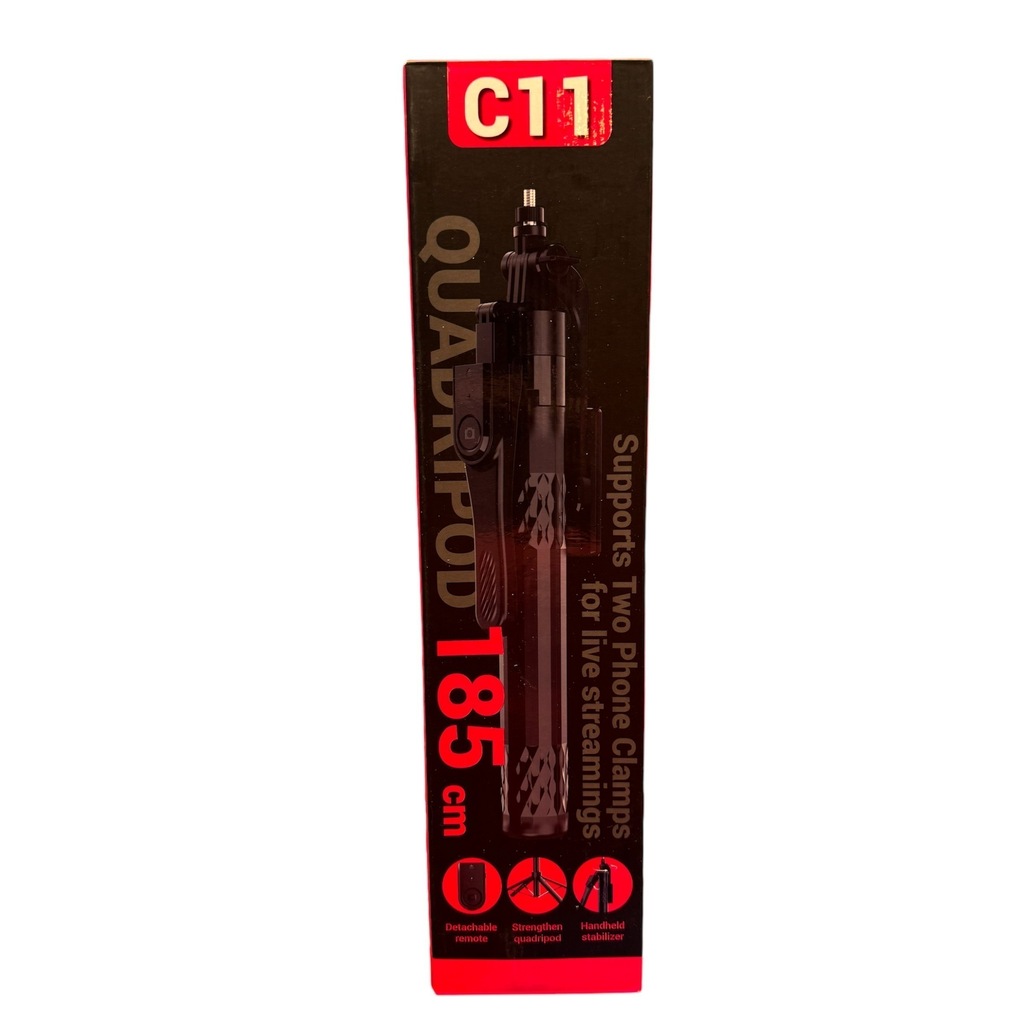 C11
QUADRIPOD 185 cm
Supports Two Phone Clamps
for live streamings
Detachable
remote
Strengthen
quadripod
Handheld
stabilizer